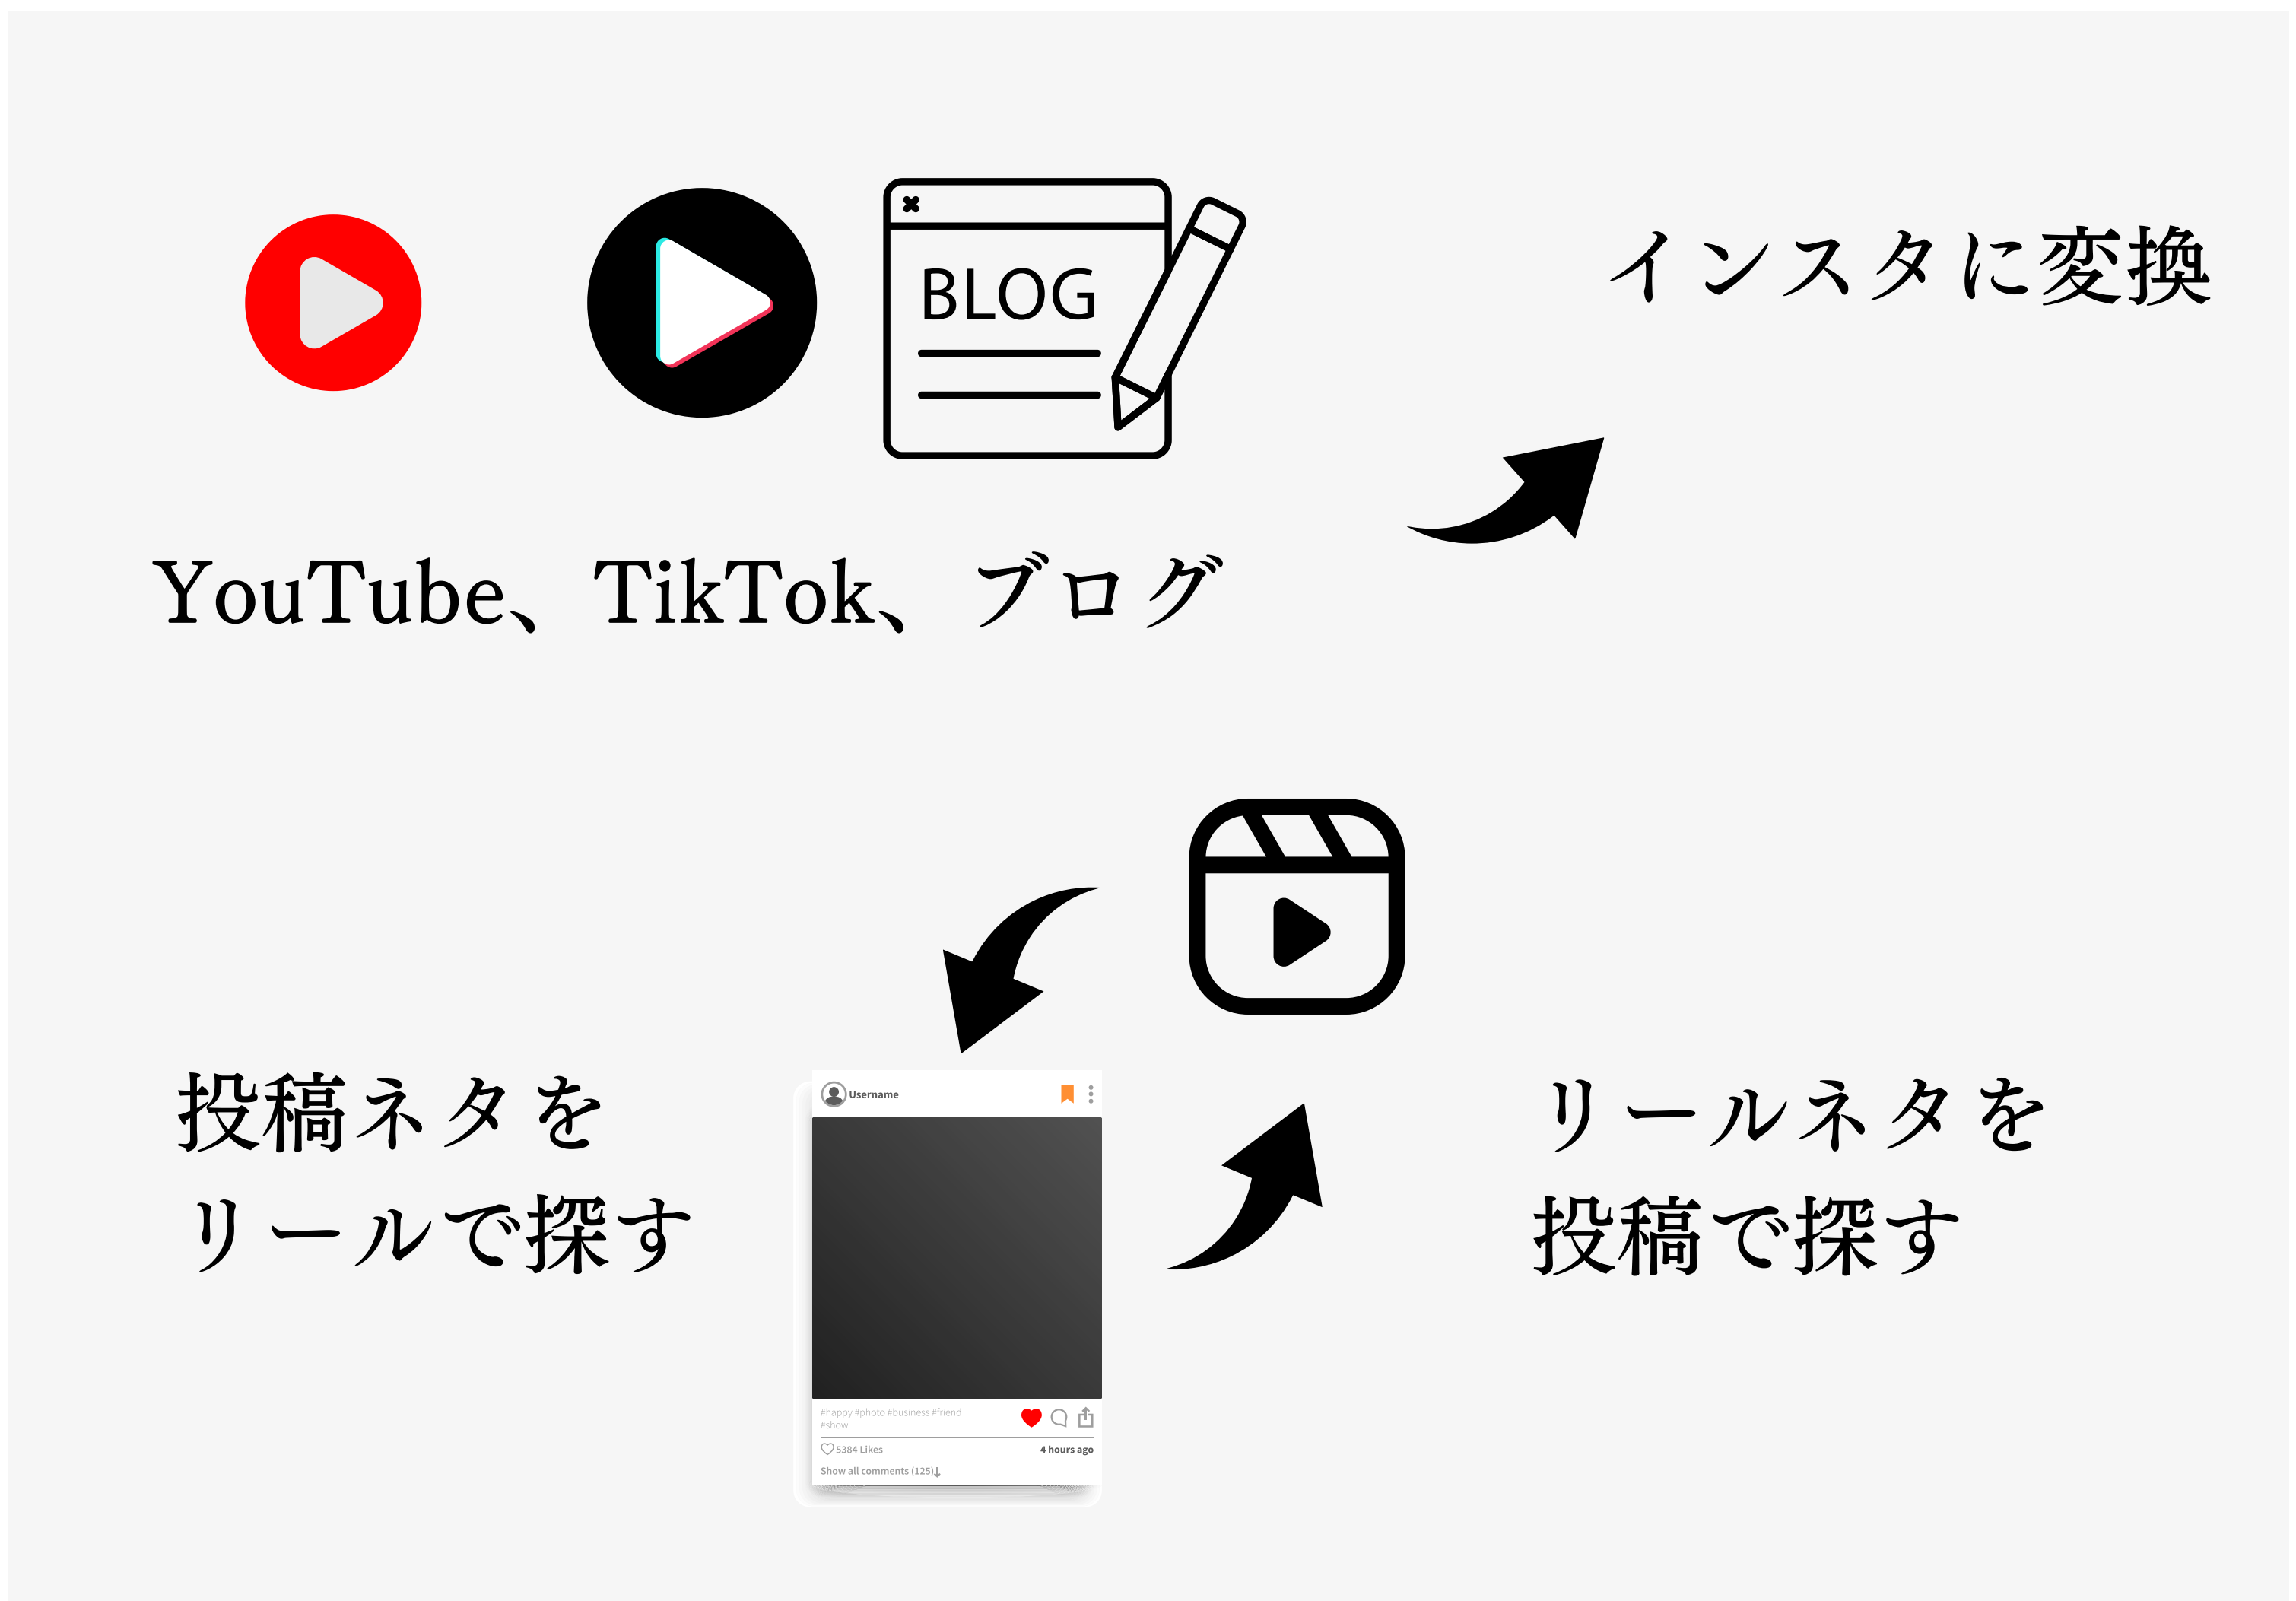 BLOG
インスタに変換
YouTube、TikTok、ブログ
投稿ネタを
リールで探す
リールネタを
投稿で探す
Username
#happy #photo #business #friend
#show
5384 Likes
4 hours ago
Show all comments (125)